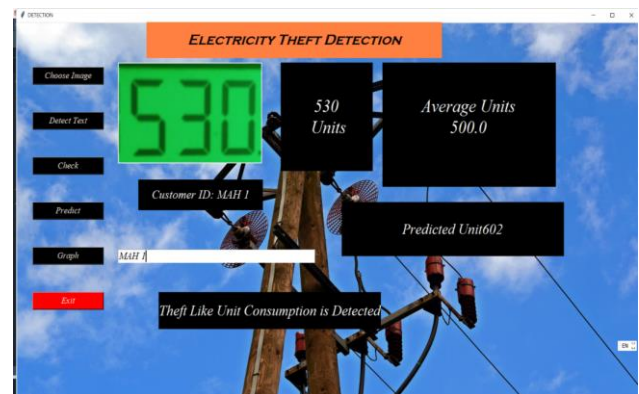 DETECTION
ELECTRICITY THEFT DETECTION
Choose Image
Detect Text
Check
Predict
Graph
Exit
530
530
Units
Average Units
500.0
Customer ID: MAH 1
Predicted Unit602
MAH 1
Theft Like Unit Consumption is Detected
EN